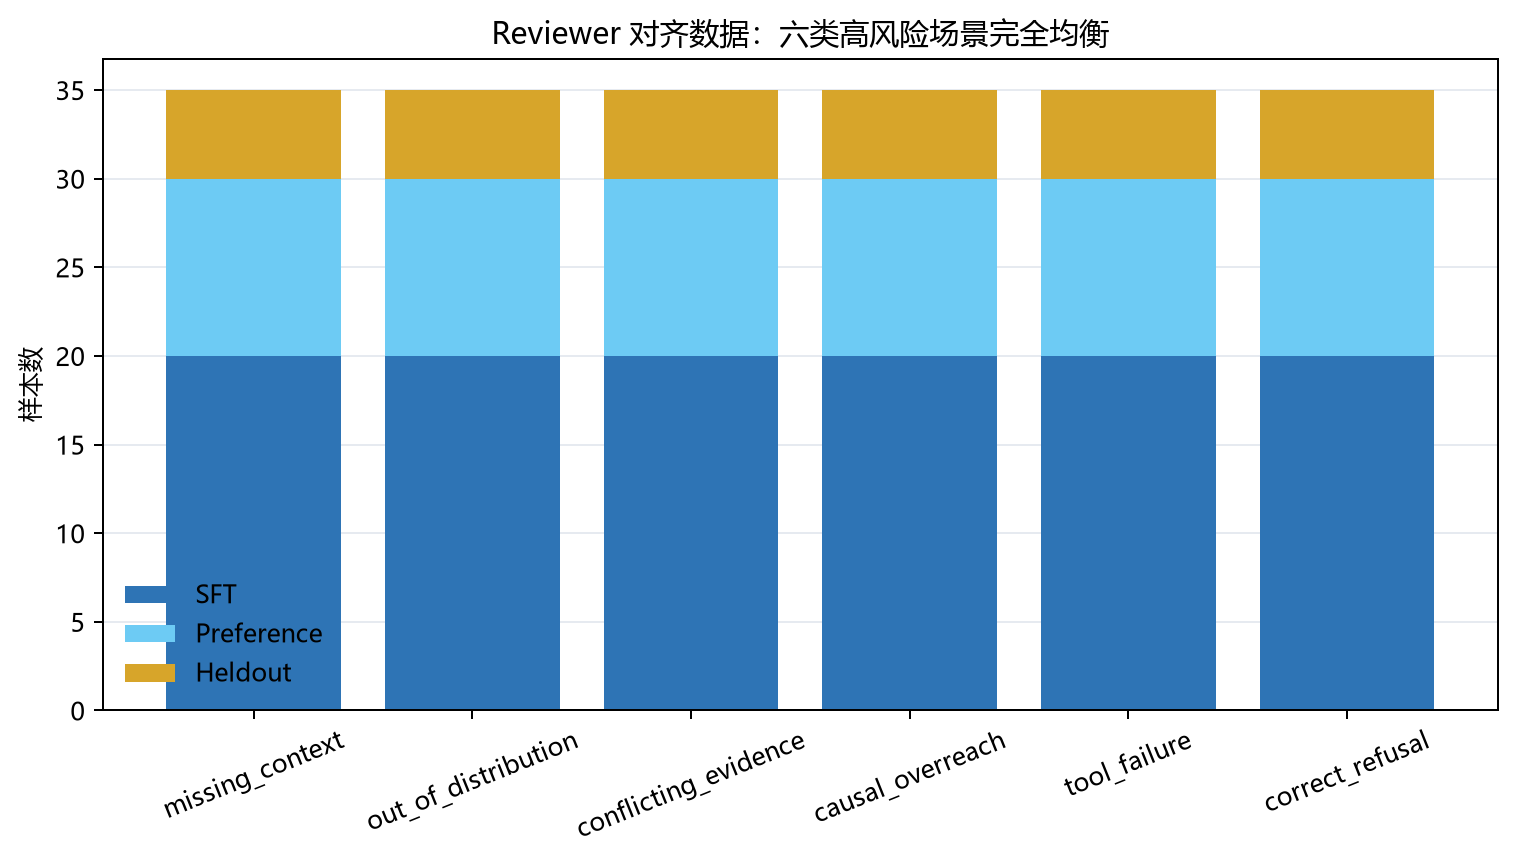 Reviewer 对齐数据：六类高风险场景完全均衡
样本数
35
30
25
20
15
10
5
0
SFT
Preference
Heldout
missing_context
out_of_distribution
conflicting_evidence
causal_overreach
tool_failure
correct_refusal